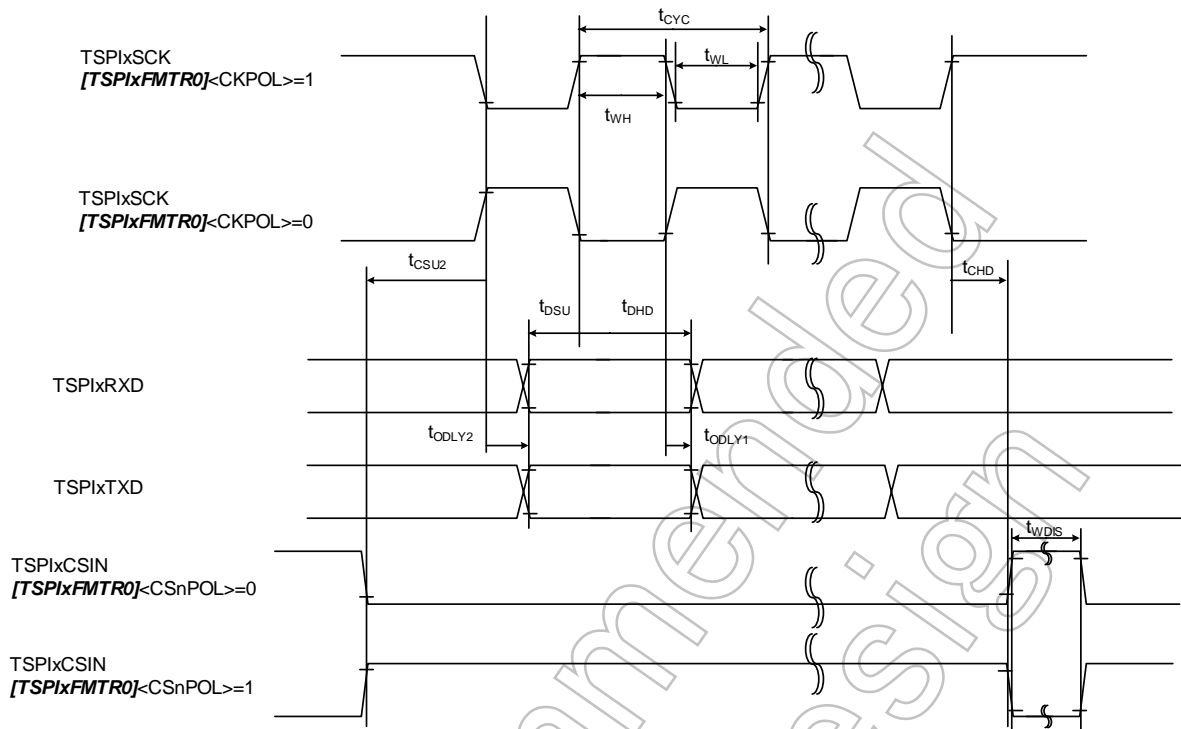 tCYC
TSPIxSCK
[TSPIxFMTR0]<CKPOL>=1
tWL
tWH
TSPIxSCK
[TSPIxFMTR0]<CKPOL>=0
tCSU2
tCHD
tDSU
tDHD
TSPIxRXD
tODLY2
tODLY1
TSPIxTXD
tWDIS
TSPIxCSIN
[TSPIxFMTR0]<CSnPOL>=0
TSPIxCSIN
[TSPIxFMTR0]<CSnPOL>=1